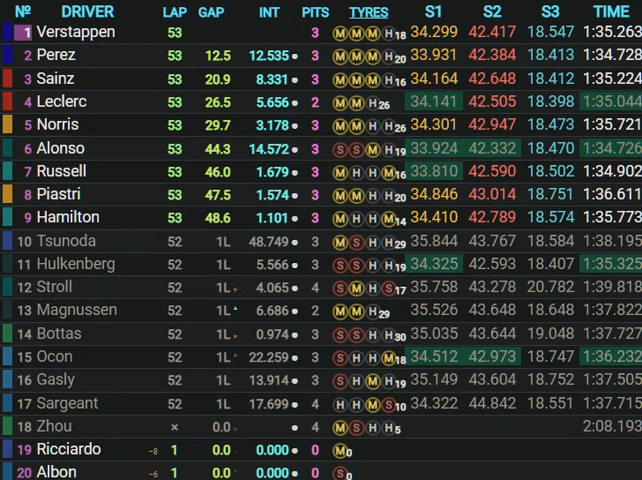 Nº DRIVER LAP GAP INT PITS TYRES S1 S2 S3 TIME
1 Verstappen 53 3 M M M H 18 34.299 42.417 18.547 1:35.263
2 Perez 53 12.5 12.535 3 M M M H 20 33.931 42.384 18.413 1:34.728
3 Sainz 53 20.9 8.331 3 M M M H 16 34.164 42.648 18.412 1:35.224
4 Leclerc 53 26.5 5.656 2 M M H 26 34.141 42.505 18.398 1:35.044
5 Norris 53 29.7 3.178 3 M M H H 26 34.301 42.947 18.473 1:35.721
6 Alonso 53 44.3 14.572 3 S S M H 19 33.924 42.332 18.470 1:34.726
7 Russell 53 46.0 1.679 3 M H H M 16 33.810 42.590 18.502 1:34.902
8 Piastri 53 47.5 1.574 3 M M H H 20 34.846 43.014 18.751 1:36.611
9 Hamilton 53 48.6 1.101 3 M H H M 14 34.410 42.789 18.574 1:35.773
10 Tsunoda 52 1L 48.749 3 M S H H 29 35.844 43.767 18.584 1:38.195
11 Hulkenberg 52 1L 5.566 3 S S H H 19 34.325 42.593 18.407 1:35.325
12 Stroll 52 1L 4.065 4 S M H S 17 35.758 43.278 20.782 1:39.818
13 Magnussen 52 1L 6.686 2 M M H 29 35.526 43.648 18.648 1:37.822
14 Bottas 52 1L 0.974 3 S S H H 30 35.035 43.644 19.048 1:37.727
15 Ocon 52 1L 22.259 3 S H H M 18 34.512 42.973 18.747 1:36.232
16 Gasly 52 1L 13.914 3 S H M H 19 35.149 43.604 18.752 1:37.505
17 Sargeant 52 1L 17.699 4 H H M S 10 34.322 44.842 18.551 1:37.715
18 Zhou × 0.0 4 M S H H 5 2:08.193
19 Ricciardo -8 1 0.0 0.000 0 M 0
20 Albon -6 1 0.0 0.000 0 S 0